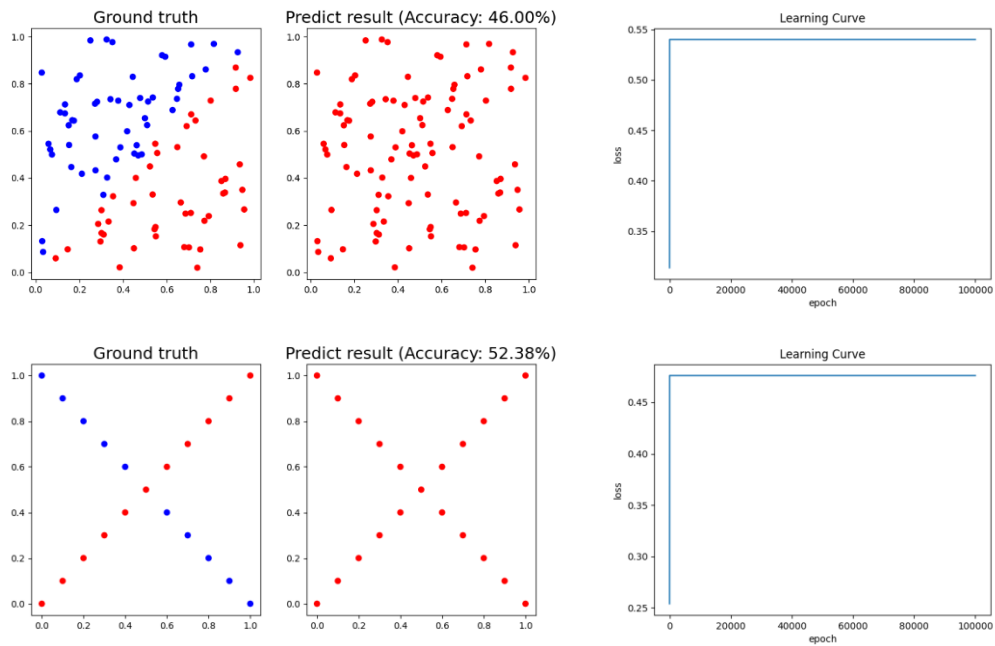 Ground truth
Predict result (Accuracy: 46.00%)
Learning Curve
1.0
0.8
0.6
0.4
0.2
0.0
0.0 0.2 0.4 0.6 0.8 1.0
1.0
0.8
0.6
0.4
0.2
0.0
0.0 0.2 0.4 0.6 0.8 1.0
loss
0.55
0.50
0.45
0.40
0.35
0 20000 40000 60000 80000 100000
epoch
Ground truth
Predict result (Accuracy: 52.38%)
Learning Curve
1.0
0.8
0.6
0.4
0.2
0.0
0.0 0.2 0.4 0.6 0.8 1.0
1.0
0.8
0.6
0.4
0.2
0.0
0.0 0.2 0.4 0.6 0.8 1.0
loss
0.45
0.40
0.35
0.30
0.25
0 20000 40000 60000 80000 100000
epoch